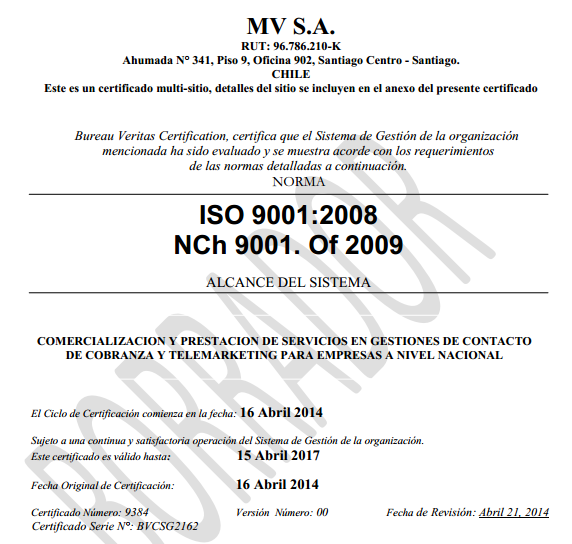 MV S.A.
RUT: 96.786.210-K
Ahumada N° 341, Piso 9, Oficina 902, Santiago Centro - Santiago.
CHILE
Este es un certificado multi-sitio, detalles del sitio se incluyen en el anexo del presente certificado
Bureau Veritas Certification, certifica que el Sistema de Gestión de la organización
mencionada ha sido evaluado y se muestra acorde con los requerimientos
de las normas detalladas a continuación.
NORMA
ISO 9001:2008
NCh 9001. Of 2009
ALCANCE DEL SISTEMA
COMERCIALIZACION Y PRESTACION DE SERVICIOS EN GESTIONES DE CONTACTO
DE COBRANZA Y TELEMARKETING PARA EMPRESAS A NIVEL NACIONAL
El Ciclo de Certificación comienza en la fecha: 16 Abril 2014
Sujeto a una continua y satisfactoria operación del Sistema de Gestión de la organización.
Este certificado es válido hasta: 15 Abril 2017
Fecha Original de Certificación: 16 Abril 2014
Certificado Número: 9384 Versión Número: 00 Fecha de Revisión: Abril 21, 2014
Certificado Serie N°: BVCSG2162
BORRADOR